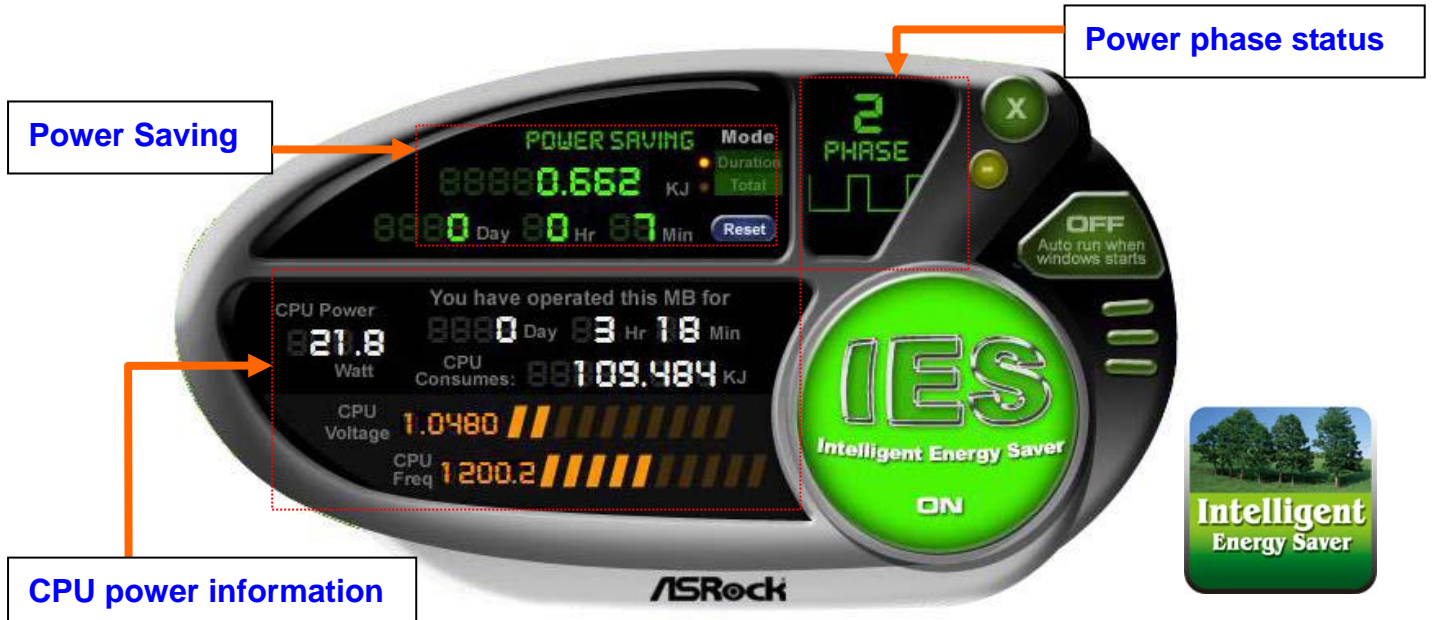 Power phase status
Power Saving
POWER SAVING
Mode
Duration
Total
0.662 KJ
0 Day 0 Hr 7 Min
Reset
2
PHASE
X
-
OFF
Auto run when
windows starts
CPU Power
21.8
Watt
You have operated this MB for
0 Day 3 Hr 18 Min
CPU
Consumes: 109.484 KJ
CPU
Voltage 1.0480
CPU
Freq 1200.2
IES
Intelligent Energy Saver
ON
Intelligent
Energy Saver
CPU power information
ASRock